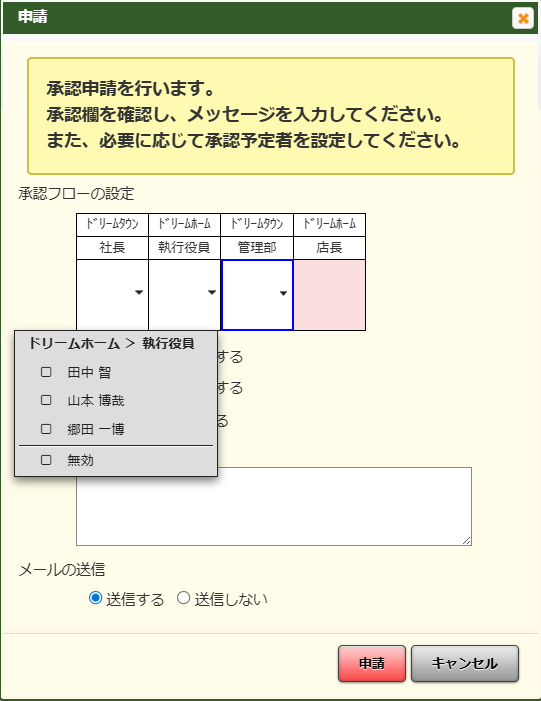 申請
承認申請を行います。
承認欄を確認し、メッセージを入力してください。
また、必要に応じて承認予定者を設定してください。
承認フローの設定
ﾄﾞﾘｰﾑﾀｳﾝ ﾄﾞﾘｰﾑﾎｰﾑ ﾄﾞﾘｰﾑﾀｳﾝ ﾄﾞﾘｰﾑﾎｰﾑ
社長 執行役員 管理部 店長
ドリームホーム > 執行役員
する
田中 智
する
山本 博哉
る
郷田 一博
無効
メールの送信
送信する 送信しない
申請 キャンセル